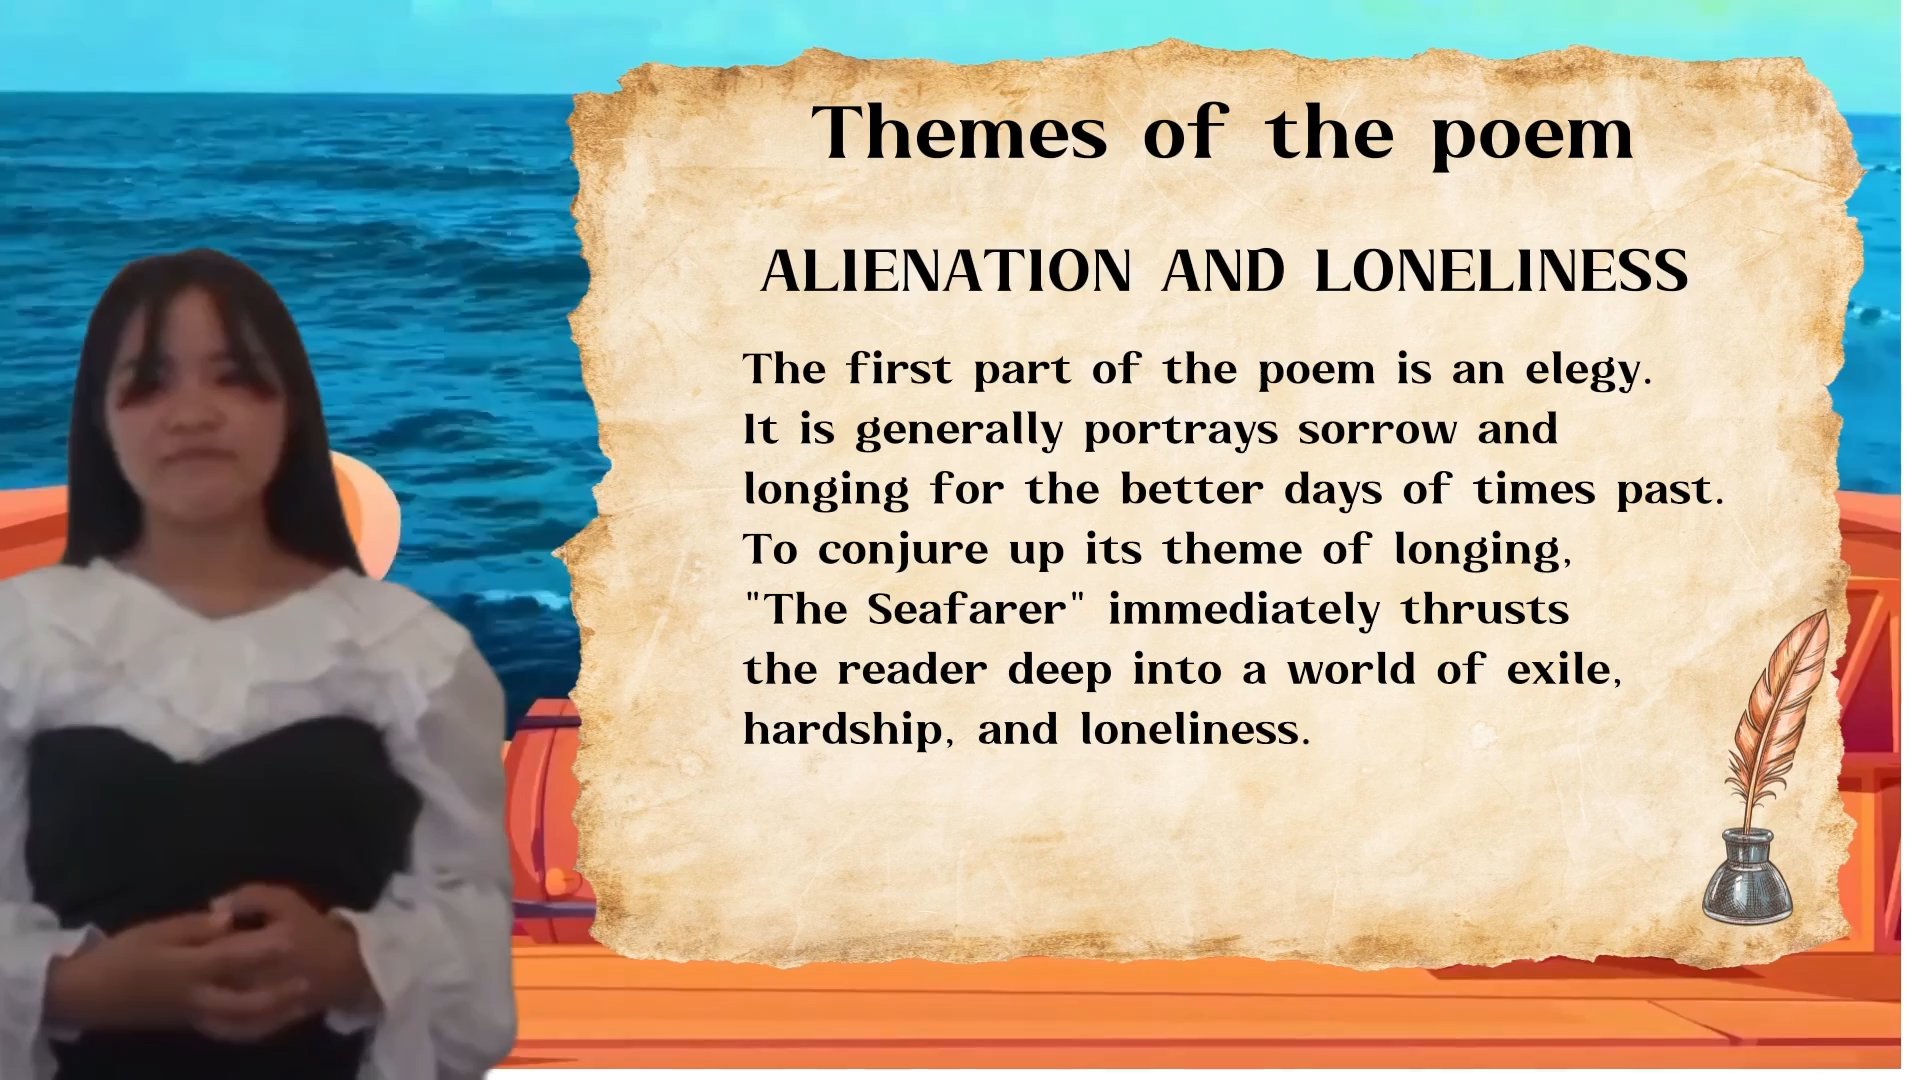 Themes of the poem
ALIENATION AND LONELINESS
The first part of the poem is an elegy.
It is generally portrays sorrow and
longing for the better days of times past.
To conjure up its theme of longing,
"The Seafarer" immediately thrusts
the reader deep into a world of exile,
hardship, and loneliness.